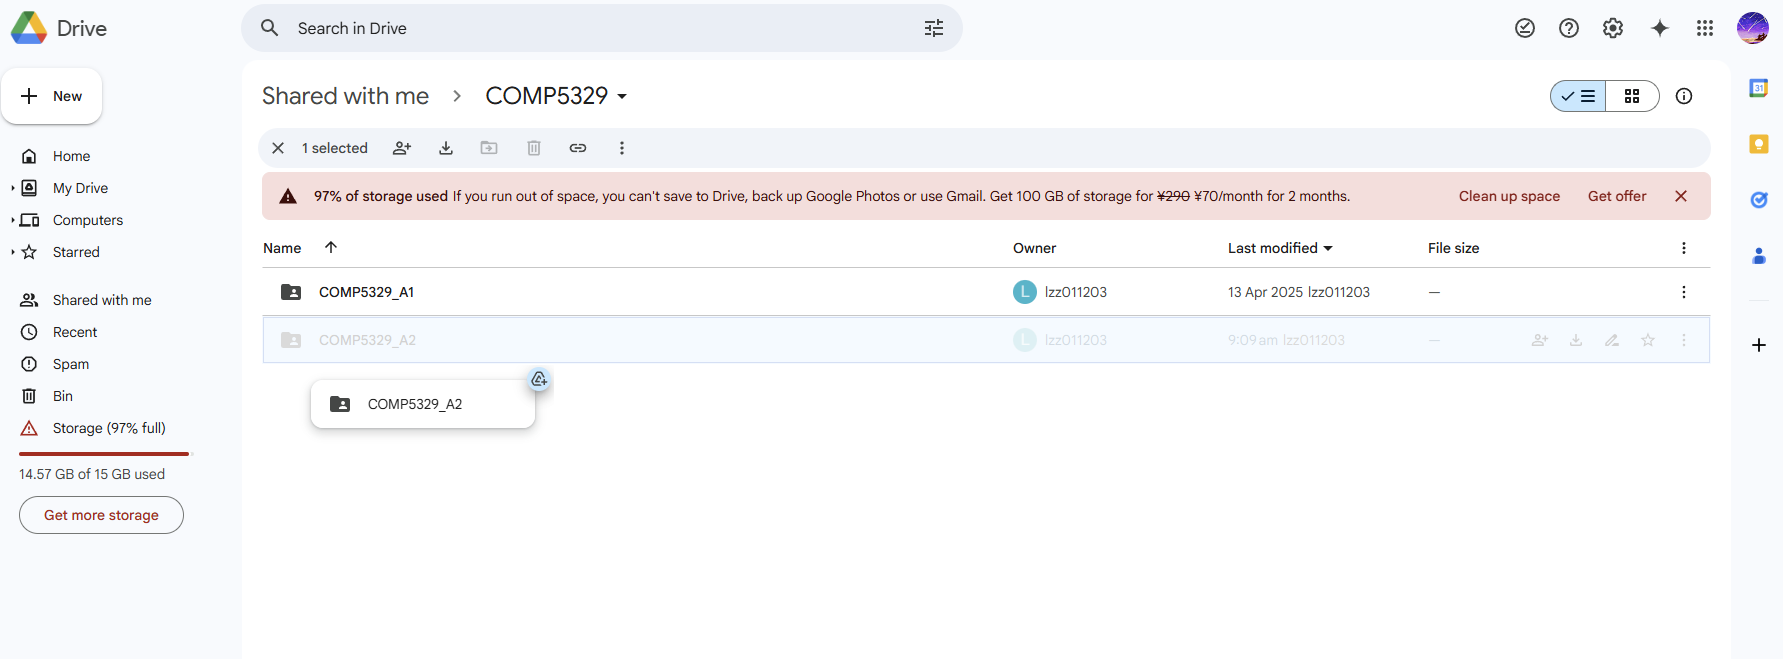 Drive
Search in Drive
New
Home
My Drive
Computers
Starred
Shared with me
Recent
Spam
Bin
Storage (97% full)
14.57 GB of 15 GB used
Get more storage
Shared with me > COMP5329
1 selected
97% of storage used If you run out of space, you can't save to Drive, back up Google Photos or use Gmail. Get 100 GB of storage for ¥290 ¥70/month for 2 months. Clean up space Get offer
Name Owner Last modified File size
COMP5329_A1 L lzz011203 13 Apr 2025 lzz011203 —
COMP5329_A2 L lzz011203 9:09 am lzz011203 —
COMP5329_A2
31